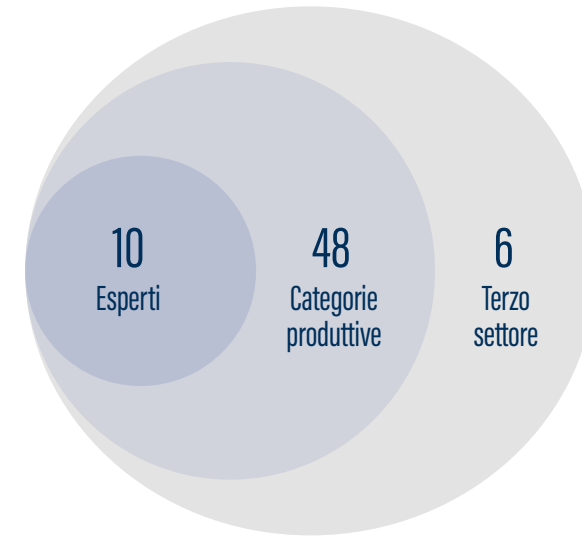 10
Esperti
48
Categorie
produttive
6
Terzo
settore